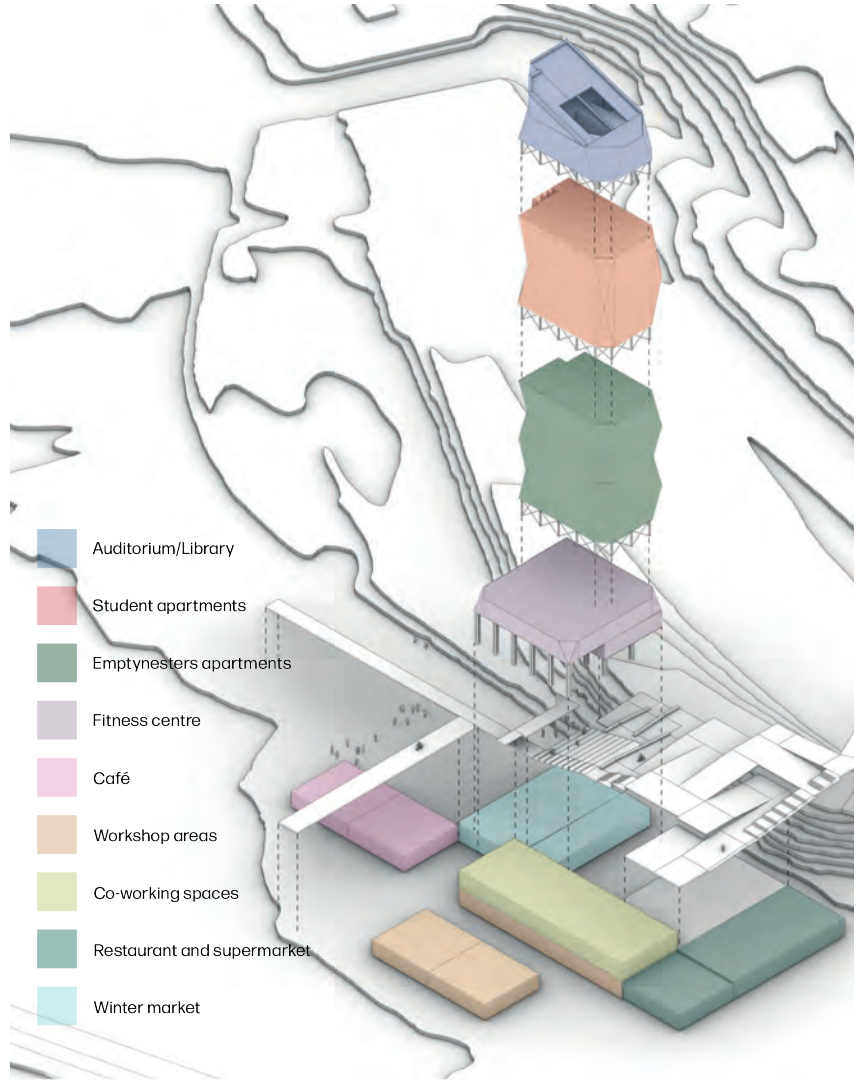 Auditorium/Library
Student apartments
Emptynesters apartments
Fitness centre
Café
Workshop areas
Co-working spaces
Restaurant and supermarket
Winter market